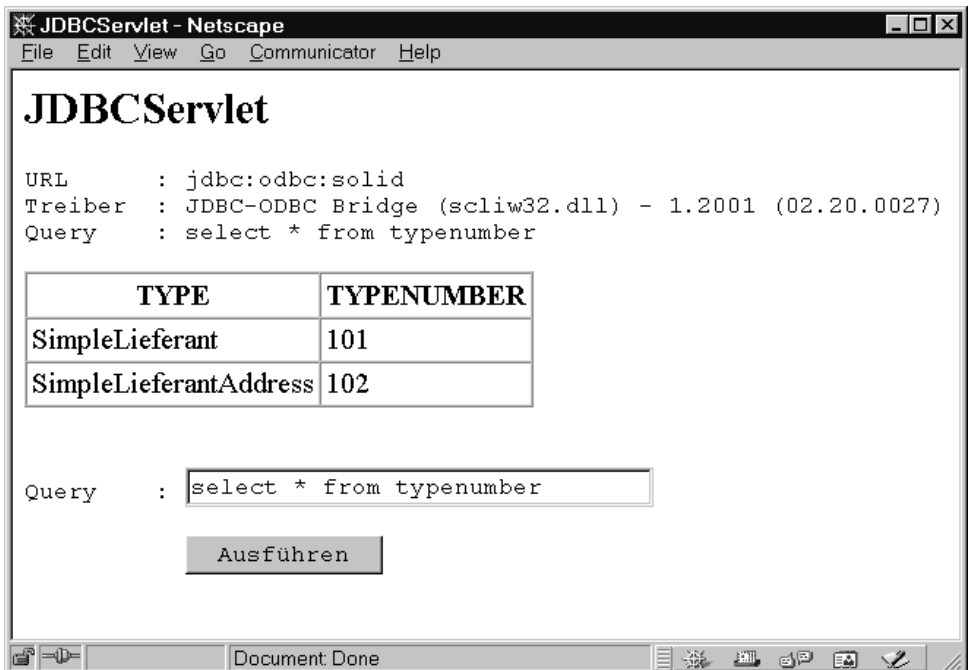 JDBCServlet - Netscape
File Edit View Go Communicator Help
JDBCServlet
URL : jdbc:odbc:solid
Treiber : JDBC-ODBC Bridge (scliw32.dll) - 1.2001 (02.20.0027)
Query : select * from typenumber
TYPE TYPENUMBER
SimpleLieferant 101
SimpleLieferantAddress 102
Query : select * from typenumber
Ausführen
Document: Done